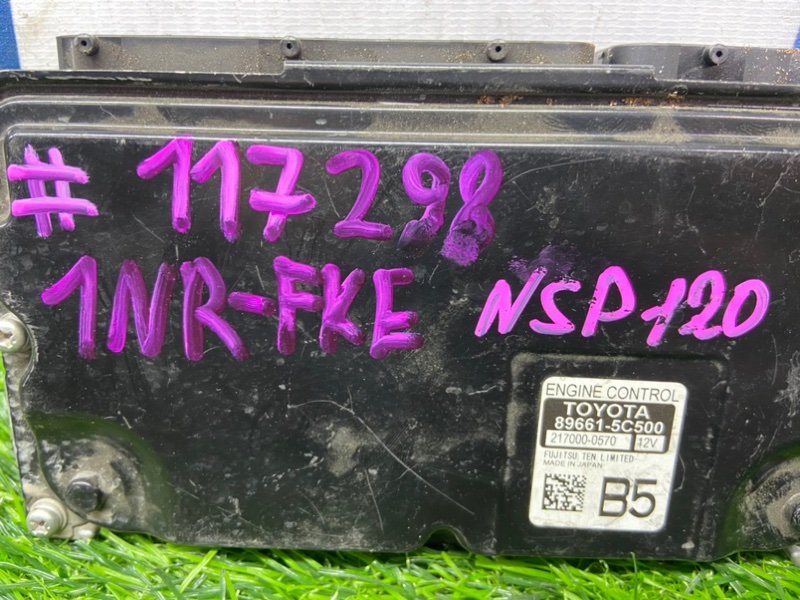 # 117298
1NR-FKE NSP120
ENGINE CONTROL
TOYOTA
89661-5C500
217000-0570 12V
FUJITSU TEN LIMITED
MADE IN JAPAN
B5